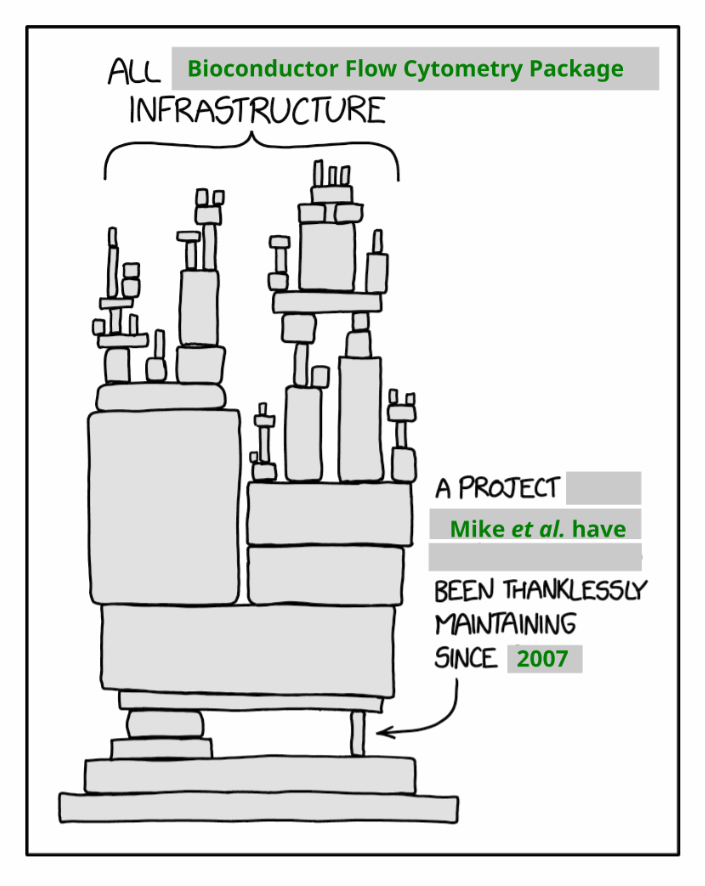 ALL Bioconductor Flow Cytometry Package
INFRASTRUCTURE
A PROJECT
Mike et al. have
BEEN THANKLESSLY
MAINTAINING
SINCE 2007